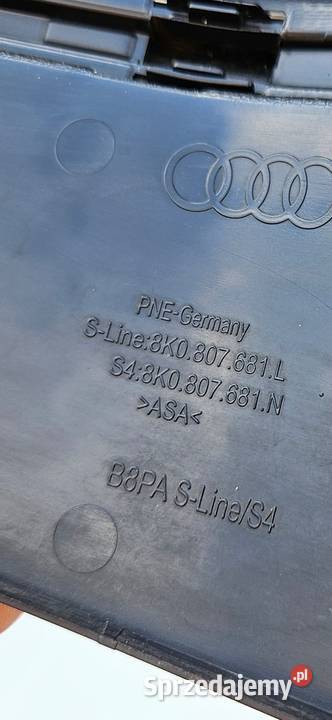 PNE-Germany
S-Line:8K0.807.681.L
S4:8K0.807.681.N
>ASA<
B8PA S-Line/S4
Sprzedajemy.pl